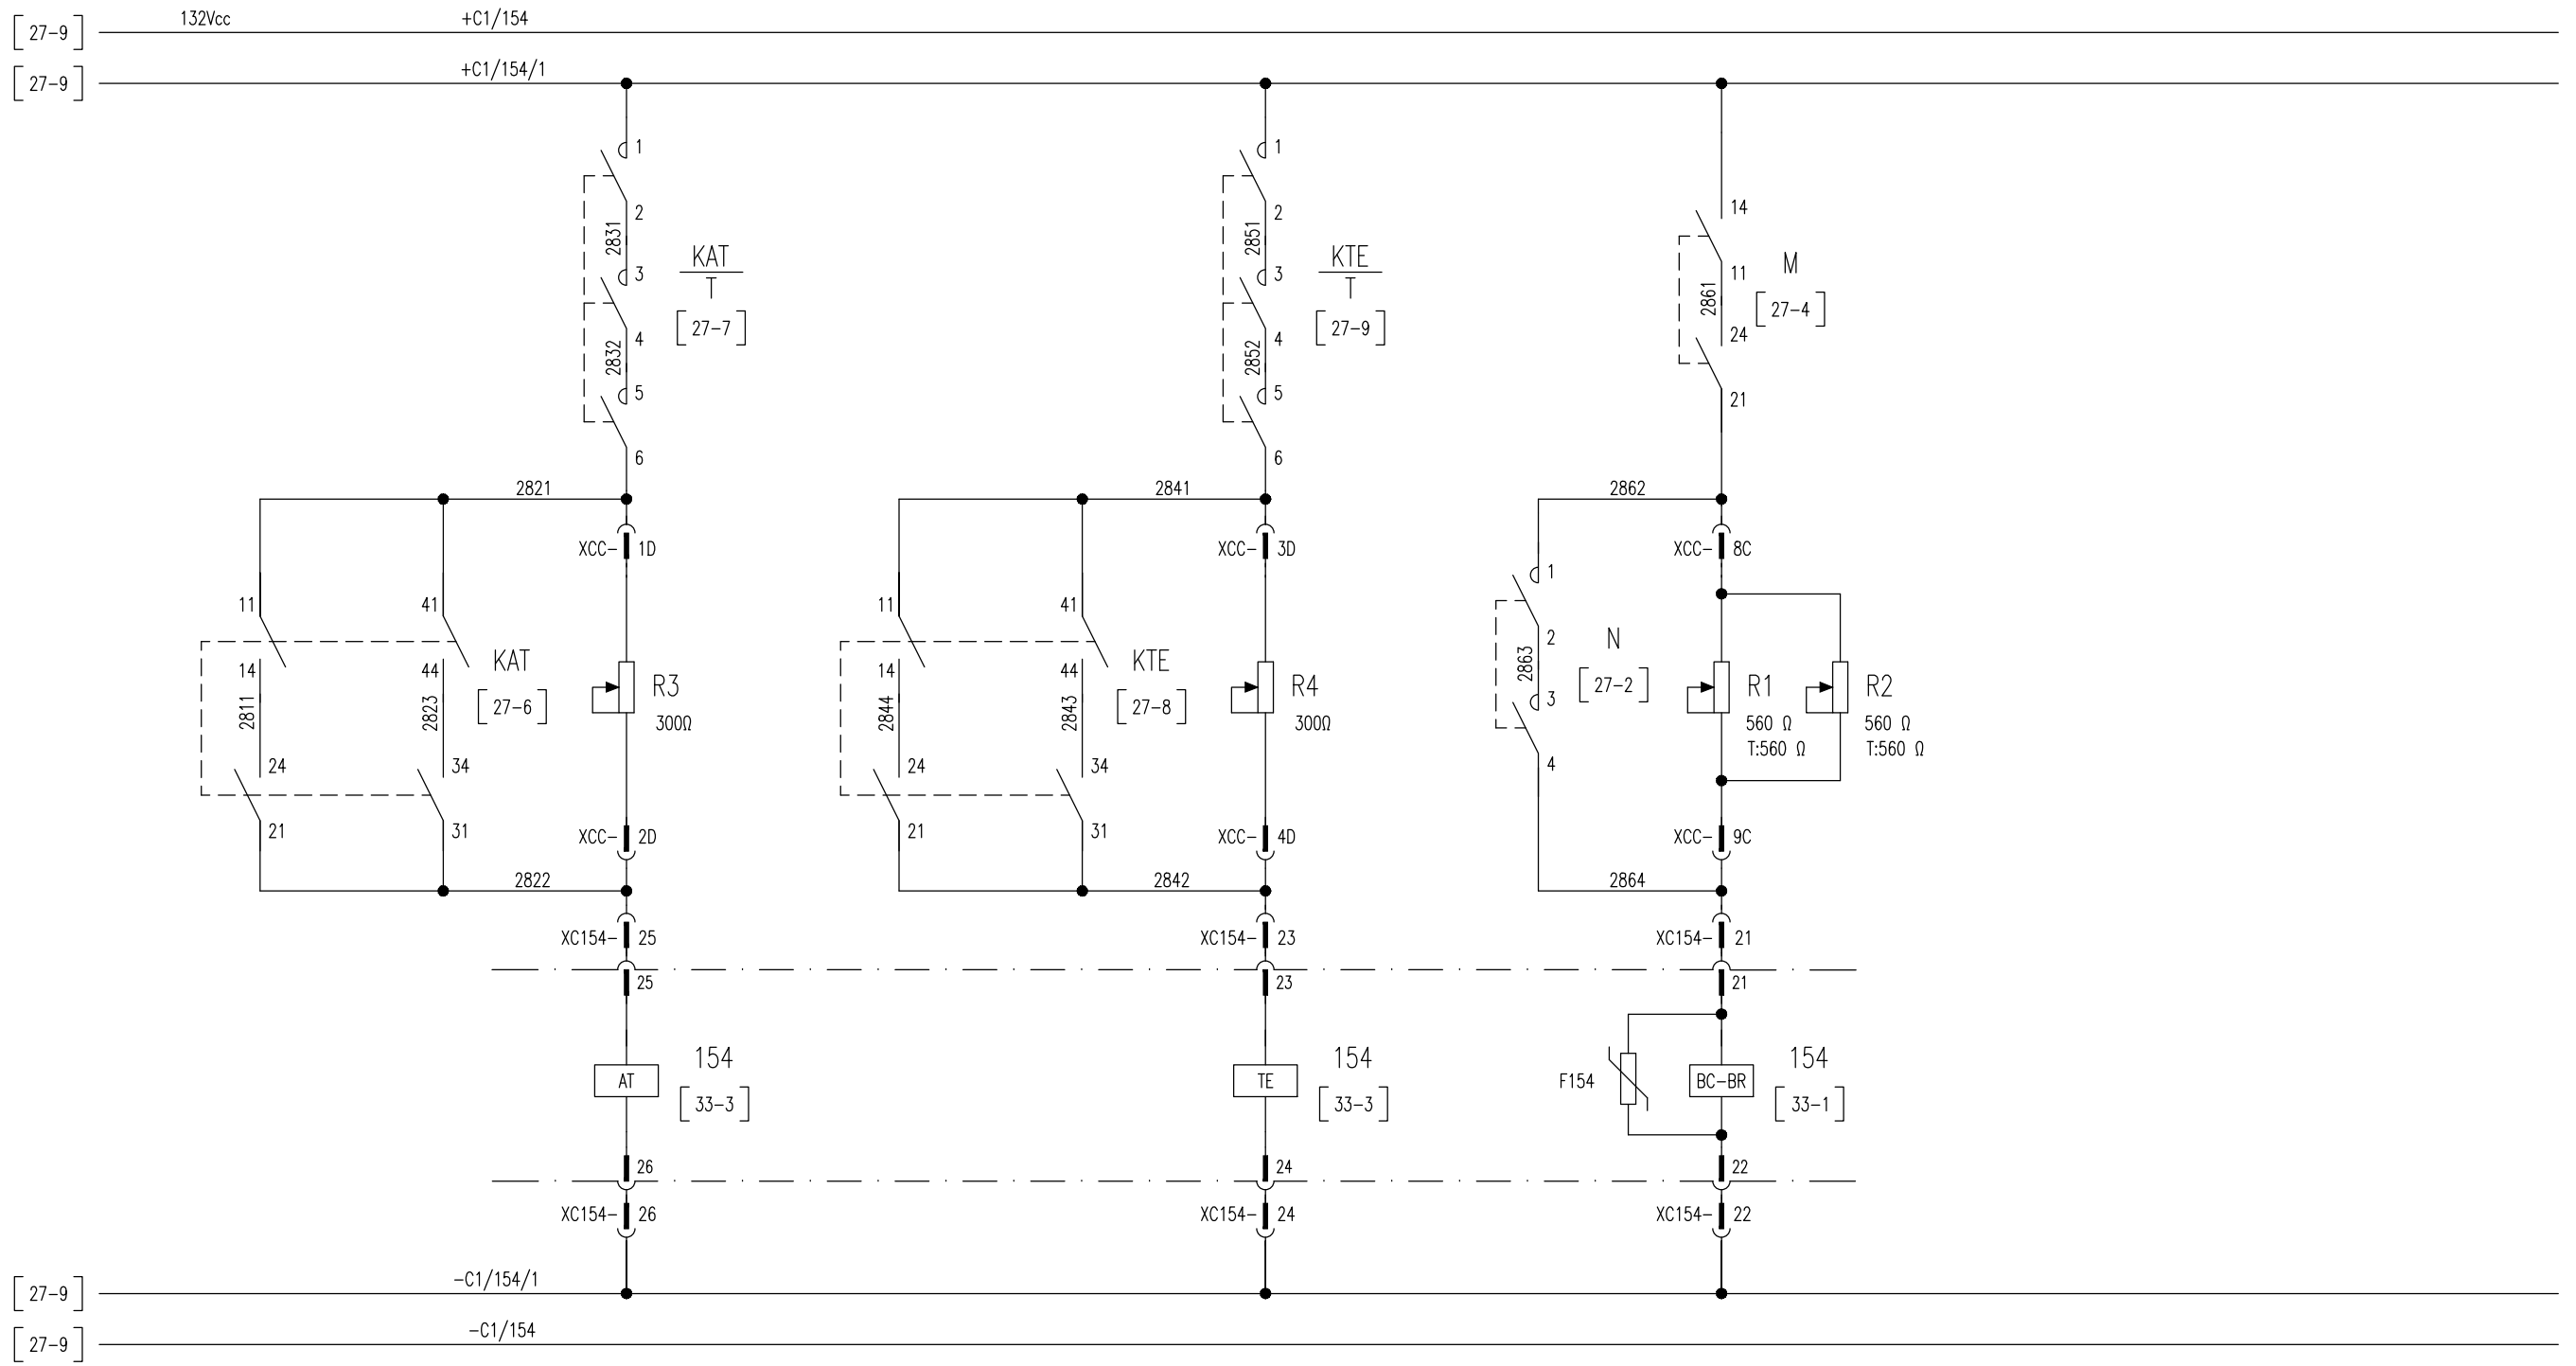 132Vcc
+C1/154
[27-9]
+C1/154/1
[27-9]
1
2
2831
3
4
2832
5
6
KAT
T
[27-7]
1
2
2851
3
4
2852
5
6
KTE
T
[27-9]
14
11
2861
24
21
M
[27-4]
2821
XCC- 1D
11
14
2811
24
21
41
44
2823
34
31
KAT
[27-6]
R3
300Ω
XCC- 2D
2822
2841
XCC- 3D
11
14
2844
24
21
41
44
2843
34
31
KTE
[27-8]
R4
300Ω
XCC- 4D
2842
2862
XCC- 8C
1
2
2863
3
4
N
[27-2]
R1
560 Ω
T:560 Ω
R2
560 Ω
T:560 Ω
XCC- 9C
2864
XC154- 25
25
AT
154
[33-3]
26
XC154- 26
XC154- 23
23
TE
154
[33-3]
24
XC154- 24
XC154- 21
21
F154
BC-BR
154
[33-1]
22
XC154- 22
-C1/154/1
[27-9]
-C1/154
[27-9]